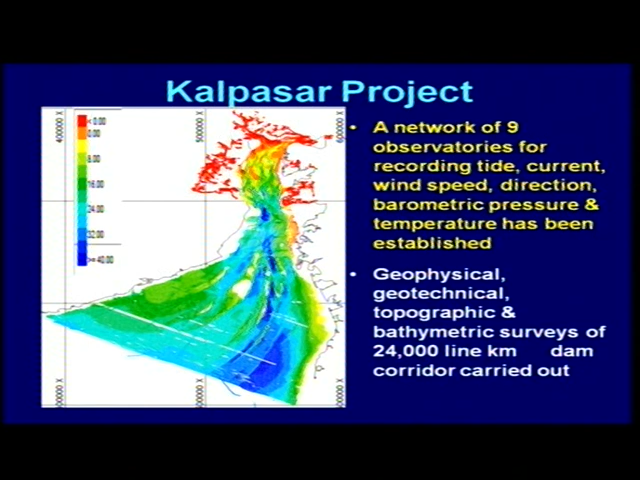 Kalpasar Project
400000 X
500000 X
< 0.00
0.00
8.00
16.00
24.00
32.00
>= 40.00
• A network of 9
observatories for
recording tide, current,
wind speed, direction,
barometric pressure &
temperature has been
established
• Geophysical,
geotechnical,
topographic &
bathymetric surveys of
24,000 line km dam
corridor carried out